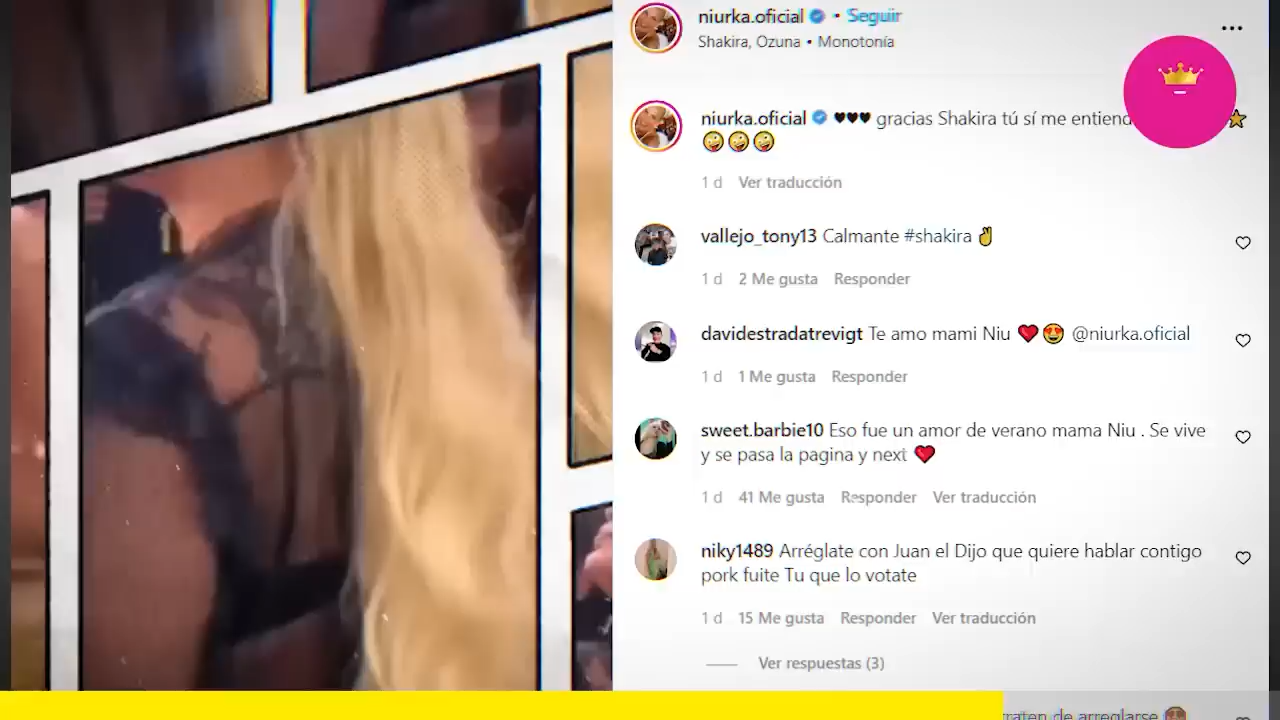 niurka.oficial • Seguir
Shakira, Ozuna • Monotonía
niurka.oficial ♥♥♥ gracias Shakira tú sí me
🤪🤪🤪
1 d Ver traducción
vallejo_tony13 Calmante #shakira ✌
1 d 2 Me gusta Responder
davidestradatrevigt Te amo mami Niu ❤️😍 @niurka.oficial
1 d 1 Me gusta Responder
sweet.barbie10 Eso fue un amor de verano mama Niu . Se vive
y se pasa la pagina y next ❤️
1 d 41 Me gusta Responder Ver traducción
niky1489 Arréglate con Juan el Dijo que quiere hablar contigo
pork fuite Tu que lo votate
1 d 15 Me gusta Responder Ver traducción
Ver respuestas (3)
de arreglarse